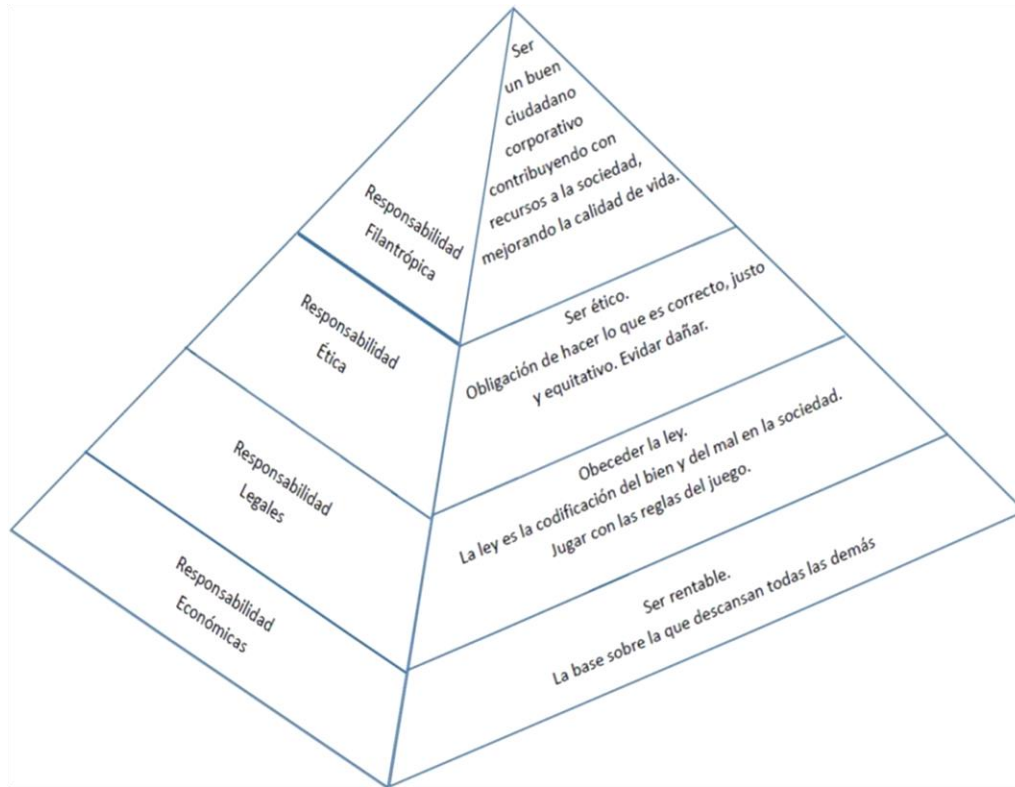 Responsabilidad
Filantrópica
Ser
un buen
ciudadano
corporativo
contribuyendo con
recursos a la sociedad,
mejorando la calidad de vida.
Responsabilidad
Ética
Ser ético.
Obligación de hacer lo que es correcto, justo
y equitativo. Evidar dañar.
Responsabilidad
Legales
Obeceder la ley.
La ley es la codificación del bien y del mal en la sociedad.
Jugar con las reglas del juego.
Responsabilidad
Económicas
Ser rentable.
La base sobre la que descansan todas las demás